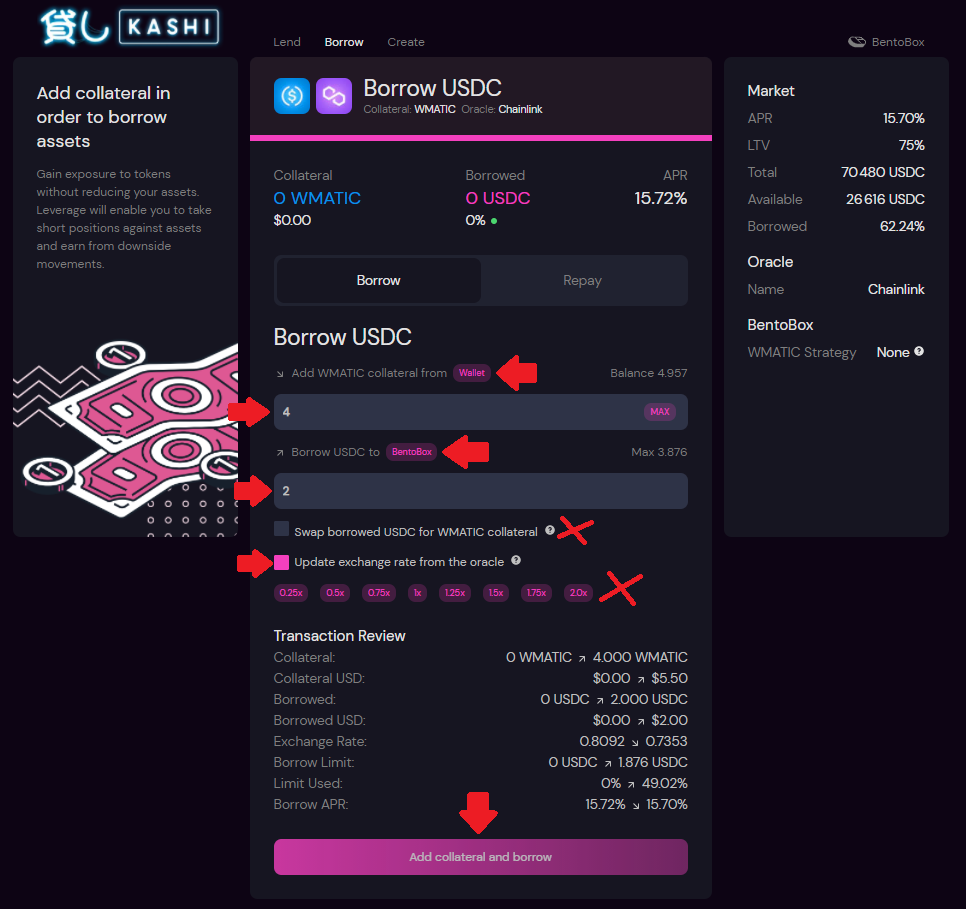 貸し KASHI
Lend Borrow Create
BentoBox
Add collateral in
order to borrow
assets
Gain exposure to tokens
without reducing your assets.
Leverage will enable you to take
short positions against assets
and earn from downside
movements.
Borrow USDC
Collateral: WMATIC Oracle: Chainlink
Collateral Borrowed APR
0 WMATIC 0 USDC 15.72%
$0.00 0%
Borrow Repay
Borrow USDC
↘ Add WMATIC collateral from Wallet Balance 4.957
4 MAX
↗ Borrow USDC to BentoBox Max 3.876
2
Swap borrowed USDC for WMATIC collateral ?
Update exchange rate from the oracle ?
0.25x 0.5x 0.75x 1x 1.25x 1.5x 1.75x 2.0x
Transaction Review
Collateral: 0 WMATIC ↗ 4.000 WMATIC
Collateral USD: $0.00 ↗ $5.50
Borrowed: 0 USDC ↗ 2.000 USDC
Borrowed USD: $0.00 ↗ $2.00
Exchange Rate: 0.8092 ↘ 0.7353
Borrow Limit: 0 USDC ↗ 1.876 USDC
Limit Used: 0% ↗ 49.02%
Borrow APR: 15.72% ↘ 15.70%
Add collateral and borrow
Market
APR 15.70%
LTV 75%
Total 70 480 USDC
Available 26 616 USDC
Borrowed 62.24%
Oracle
Name Chainlink
BentoBox
WMATIC Strategy None ?